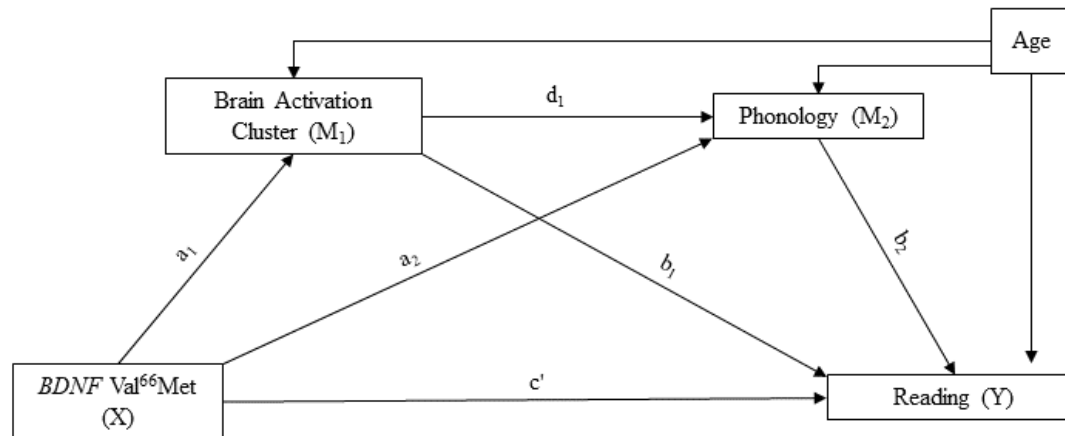 Age
Brain Activation
Cluster (M₁)
d₁
Phonology (M₂)
a₁
a₂
b₁
b₂
BDNF Val⁶⁶Met
(X)
c'
Reading (Y)